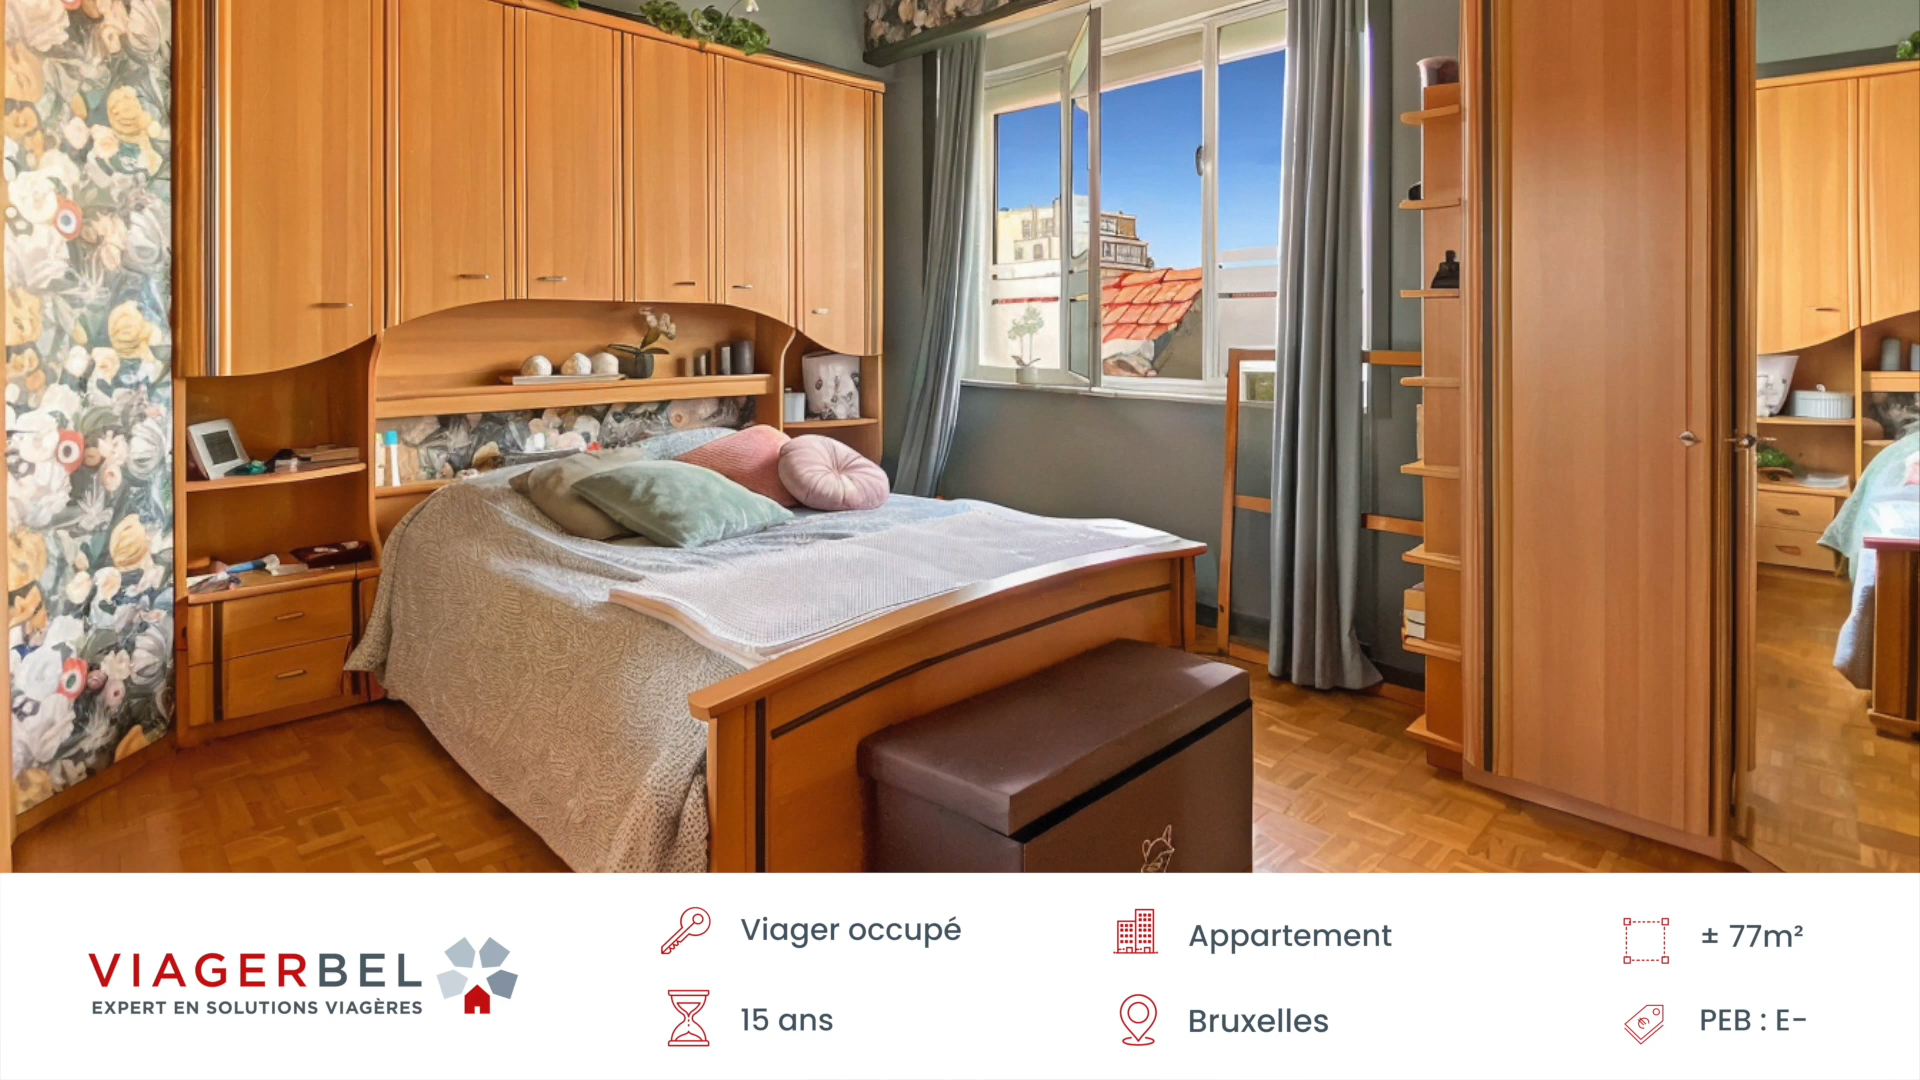 VIAGERBEL
EXPERT EN SOLUTIONS VIAGÈRES
Viager occupé
15 ans
Appartement
Bruxelles
± 77m²
PEB : E-